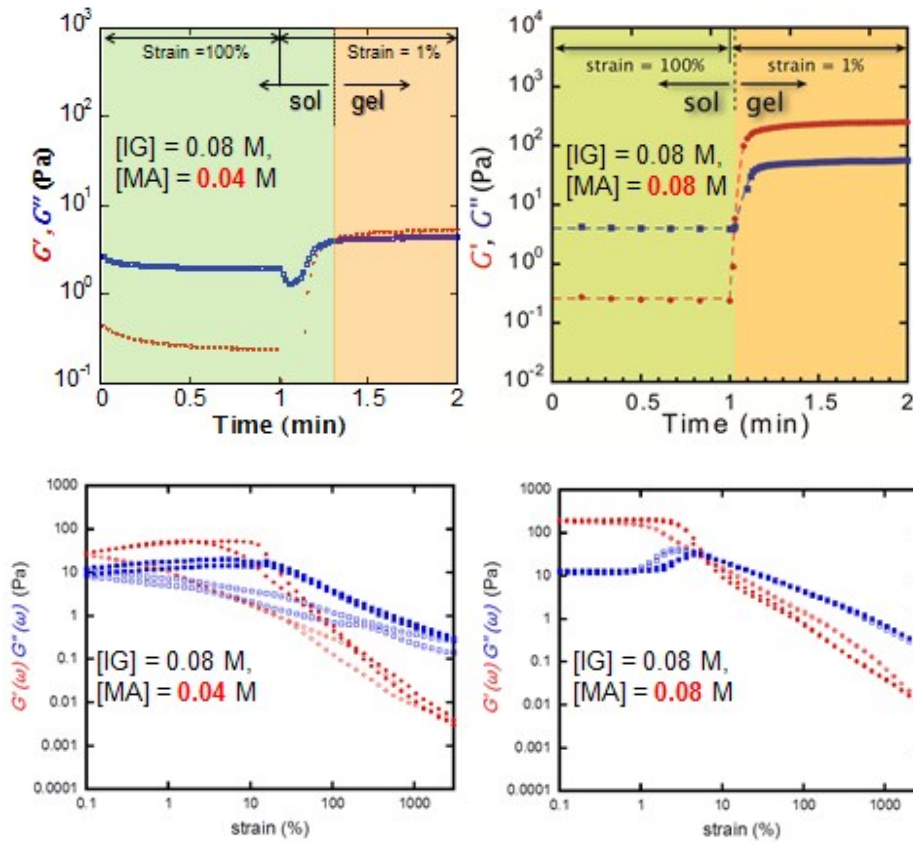 10³
10²
10¹
10⁰
10⁻¹
G', G'' (Pa)
Strain =100%
Strain = 1%
sol
gel
[IG] = 0.08 M,
[MA] = 0.04 M
0
0.5
1
1.5
2
Time (min)
10⁴
10³
10²
10¹
10⁰
10⁻¹
10⁻²
G', G'' (Pa)
strain = 100%
strain = 1%
sol
gel
[IG] = 0.08 M,
[MA] = 0.08 M
0
0.5
1
1.5
2
Time (min)
1000
100
10
1
0.1
0.01
0.001
0.0001
G' (ω) G'' (ω) (Pa)
[IG] = 0.08 M,
[MA] = 0.04 M
0.1
1
10
100
1000
strain (%)
1000
100
10
1
0.1
0.01
0.001
0.0001
G' (ω) G'' (ω) (Pa)
[IG] = 0.08 M,
[MA] = 0.08 M
0.1
1
10
100
1000
strain (%)